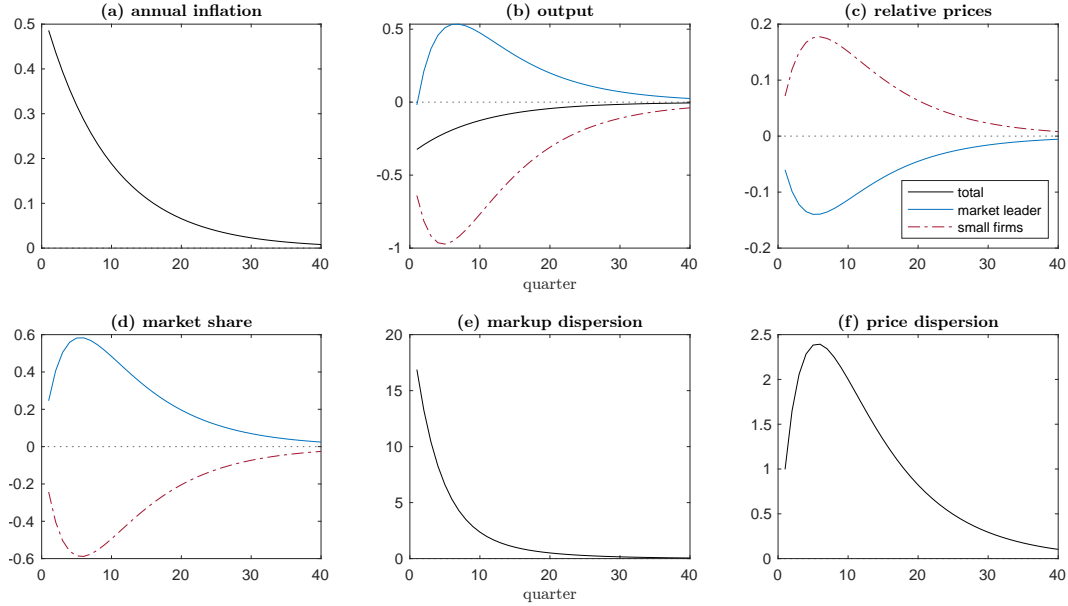 (a) annual inflation
0.5
0.4
0.3
0.2
0.1
0
0 10 20 30 40
(b) output
0.5
0
-0.5
-1
0 10 20 30 40
quarter
(c) relative prices
0.2
0.1
0
-0.1
-0.2
0 10 20 30 40
total
market leader
small firms
(d) market share
0.6
0.4
0.2
0
-0.2
-0.4
-0.6
0 10 20 30 40
(e) markup dispersion
20
15
10
5
0
0 10 20 30 40
quarter
(f) price dispersion
2.5
2
1.5
1
0.5
0
0 10 20 30 40